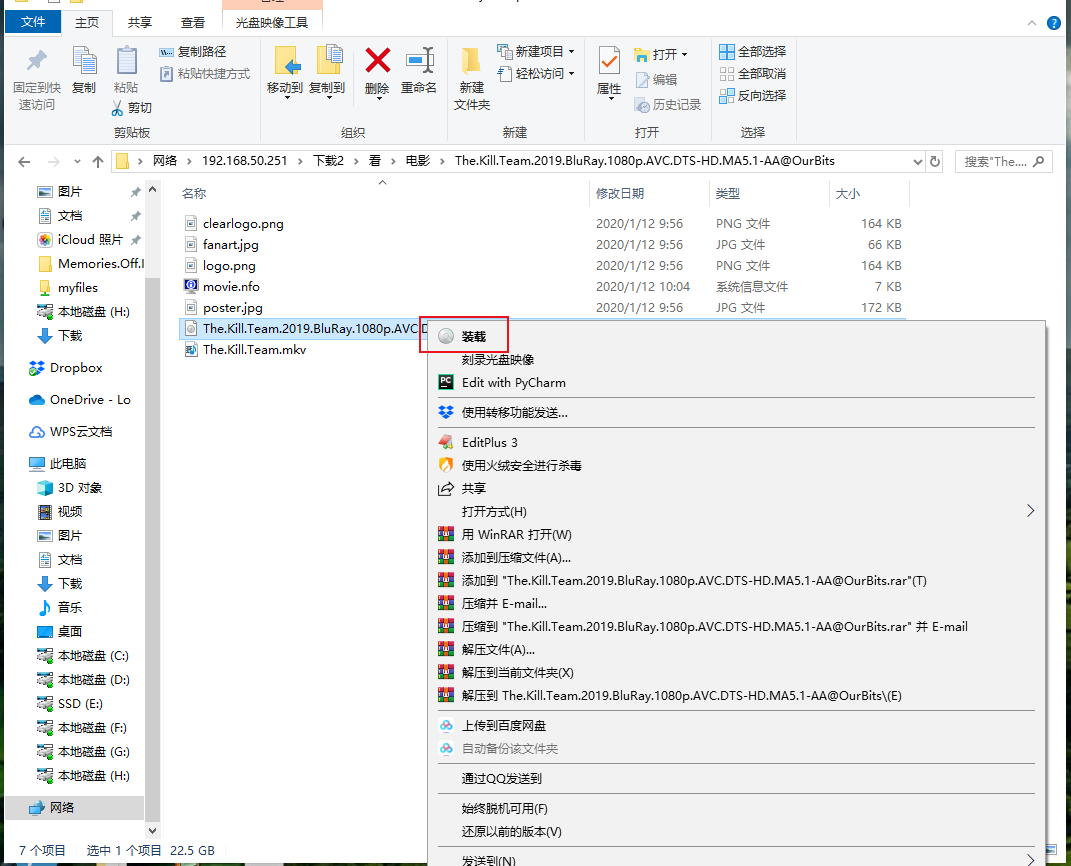 文件 主页 共享 查看 光盘映像工具
固定到快速访问
复制
粘贴
复制路径
粘贴快捷方式
剪切
剪贴板
移动到 复制到 删除 重命名
组织
新建文件夹
新建项目
轻松访问
新建
属性
打开
编辑
历史记录
打开
全部选择
全部取消
反向选择
选择
网络 192.168.50.251 下载2 看 电影 The.Kill.Team.2019.BluRay.1080p.AVC.DTS-HD.MA5.1-AA@OurBits
搜索"The....
图片
文档
iCloud 照片
Memories.Off.
myfiles
本地磁盘 (H:)
下载
Dropbox
OneDrive - Lo
WPS云文档
此电脑
3D 对象
视频
图片
文档
下载
音乐
桌面
本地磁盘 (C:)
本地磁盘 (D:)
SSD (E:)
本地磁盘 (F:)
本地磁盘 (G:)
本地磁盘 (H:)
网络
名称 修改日期 类型 大小
clearlogo.png 2020/1/12 9:56 PNG 文件 164 KB
fanart.jpg 2020/1/12 9:56 JPG 文件 66 KB
logo.png 2020/1/12 9:56 PNG 文件 164 KB
movie.nfo 2020/1/12 10:04 系统信息文件 7 KB
poster.jpg 2020/1/12 9:56 JPG 文件 172 KB
The.Kill.Team.2019.BluRay.1080p.AVC.D
The.Kill.Team.mkv
装载
刻录光盘映像
Edit with PyCharm
使用转移功能发送...
EditPlus 3
使用火绒安全进行杀毒
共享
打开方式(H)
用 WinRAR 打开(W)
添加到压缩文件(A)...
添加到 "The.Kill.Team.2019.BluRay.1080p.AVC.DTS-HD.MA5.1-AA@OurBits.rar"(T)
压缩并 E-mail...
压缩到 "The.Kill.Team.2019.BluRay.1080p.AVC.DTS-HD.MA5.1-AA@OurBits.rar" 并 E-mail
解压文件(A)...
解压到当前文件夹(X)
解压到 The.Kill.Team.2019.BluRay.1080p.AVC.DTS-HD.MA5.1-AA@OurBits\(E)
上传到百度网盘
自动备份该文件夹
通过QQ发送到
始终脱机可用(F)
还原以前的版本(V)
发送到(N)
7 个项目 选中 1 个项目 22.5 GB